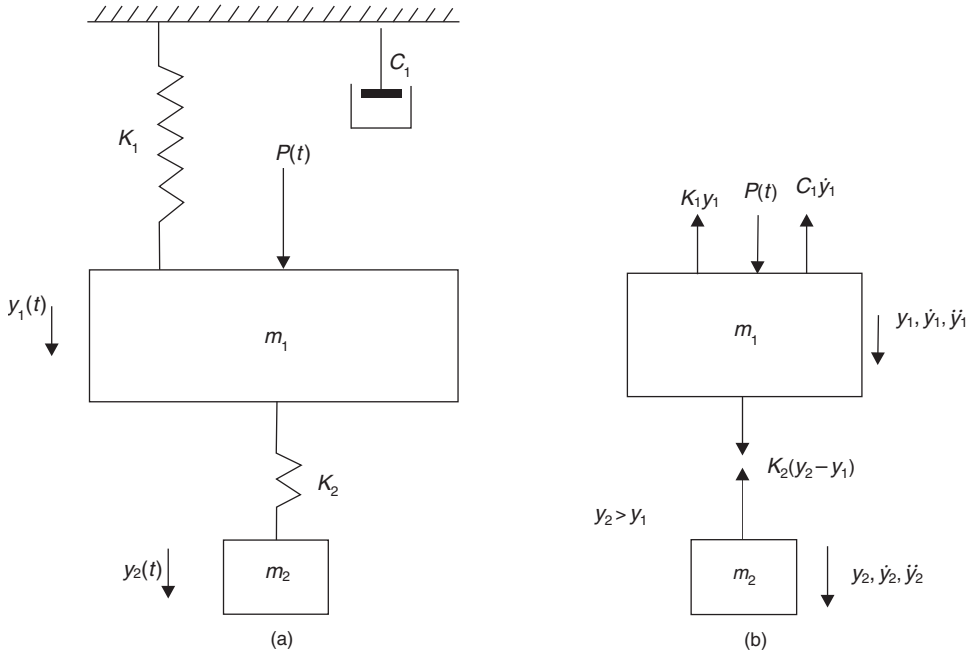 C₁
K₁
P(t)
y₁(t)
m₁
K₂
y₂(t)
m₂
(a)
K₁y₁
P(t)
C₁ẏ₁
m₁
y₁, ẏ₁, ÿ₁
K₂(y₂ − y₁)
y₂ > y₁
m₂
y₂, ẏ₂, ÿ₂
(b)